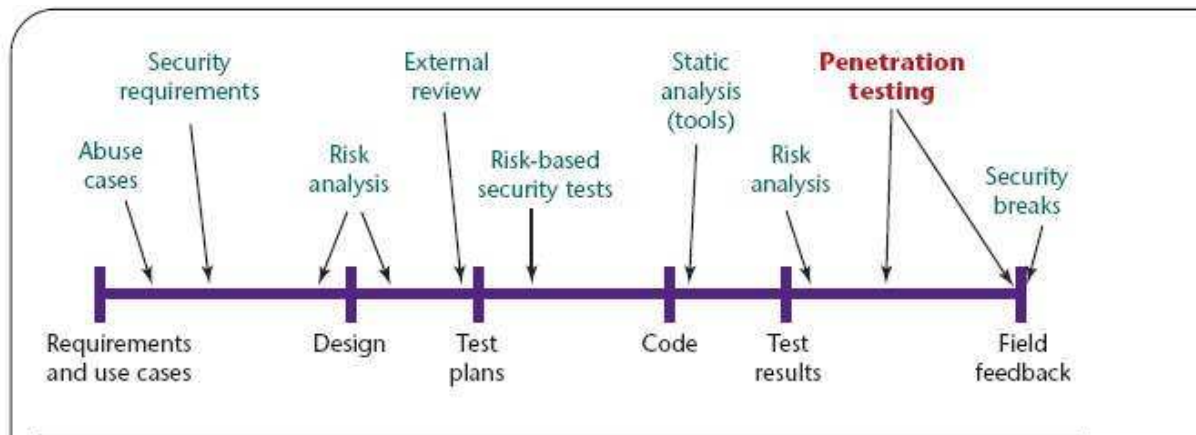 Security
requirements
External
review
Static
analysis
(tools)
Penetration
testing
Abuse
cases
Risk
analysis
Risk-based
security tests
Risk
analysis
Security
breaks
Requirements
and use cases
Design
Test
plans
Code
Test
results
Field
feedback